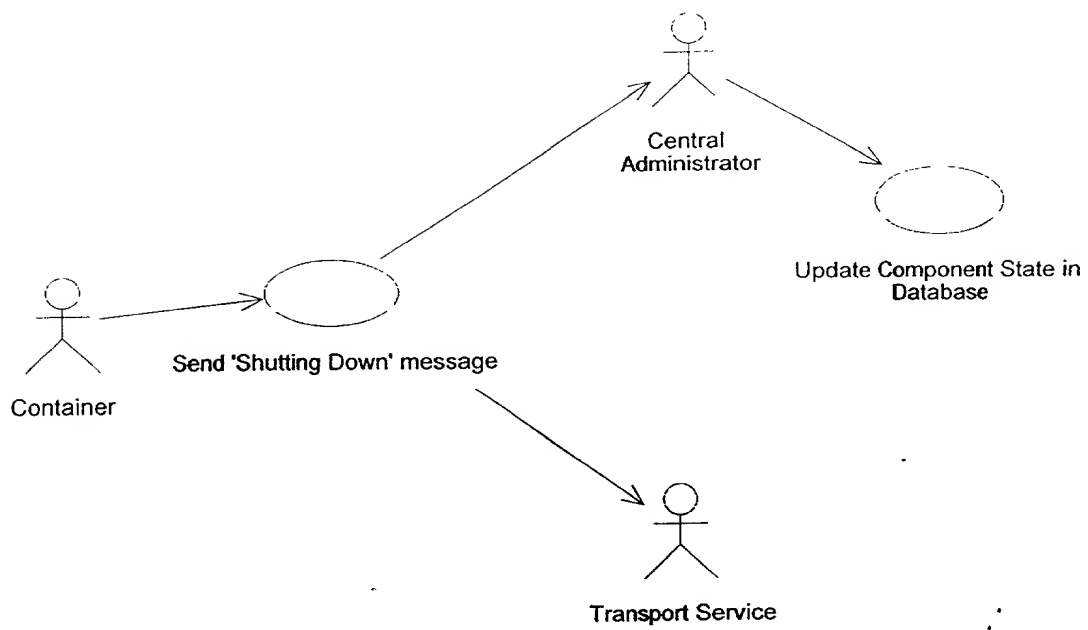 Central
Administrator
Update Component State in
Database
Send 'Shutting Down' message
Container
Transport Service